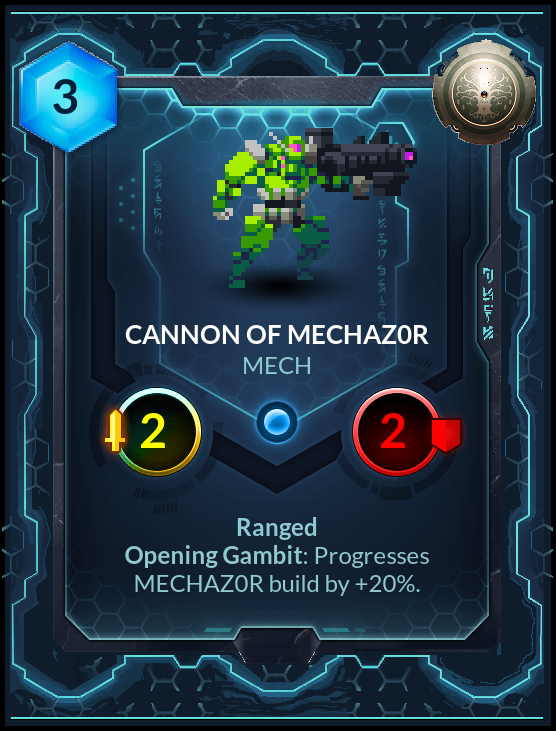 3
CANNON OF MECHAZ0R
MECH
2
2
Ranged
Opening Gambit: Progresses
MECHAZ0R build by +20%.